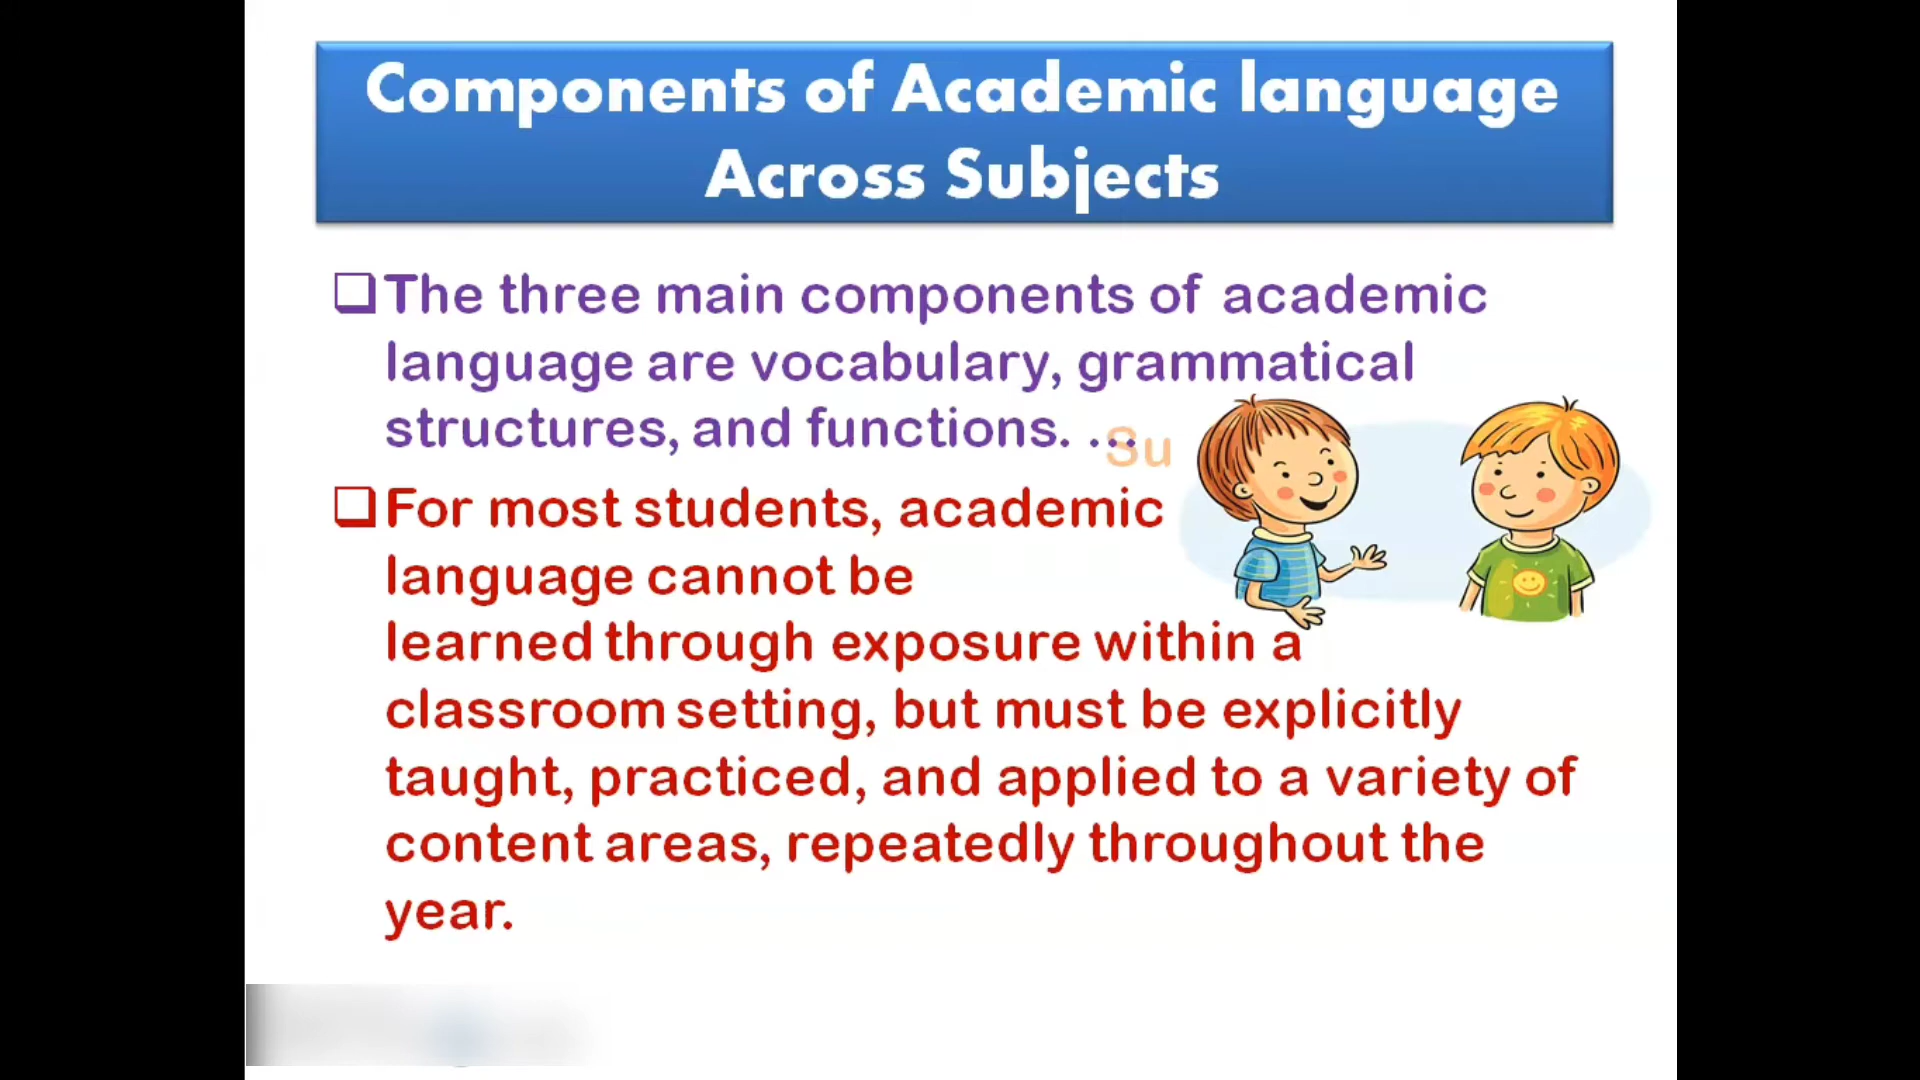 Components of Academic language
Across Subjects
The three main components of academic
language are vocabulary, grammatical
structures, and functions. ...
Su
For most students, academic
language cannot be
learned through exposure within a
classroom setting, but must be explicitly
taught, practiced, and applied to a variety of
content areas, repeatedly throughout the
year.